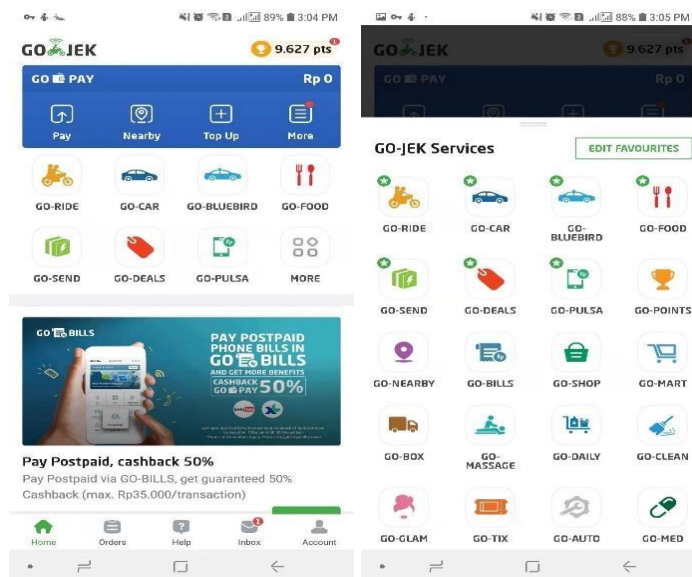 89% 3:04 PM
GO JEK
9.627 pts
GO PAY Rp 0
Pay Nearby Top Up More
GO-RIDE GO-CAR GO-BLUEBIRD GO-FOOD
GO-SEND GO-DEALS GO-PULSA MORE
GO BILLS
PAY POSTPAID
PHONE BILLS IN
GO BILLS
AND GET MORE BENEFITS
CASHBACK
GO PAY 50%
XL
Pay Postpaid, cashback 50%
Pay Postpaid via GO-BILLS, get guaranteed 50%
Cashback (max. Rp35.000/transaction)
Home Orders Help Inbox Account
88% 3:05 PM
GO JEK
9.627 pts
GO PAY Rp 0
GO-JEK Services
EDIT FAVOURITES
GO-RIDE GO-CAR GO-BLUEBIRD GO-FOOD
GO-SEND GO-DEALS GO-PULSA GO-POINTS
GO-NEARBY GO-BILLS GO-SHOP GO-MART
GO-BOX GO-MASSAGE GO-DAILY GO-CLEAN
GO-GLAM GO-TIX GO-AUTO GO-MED